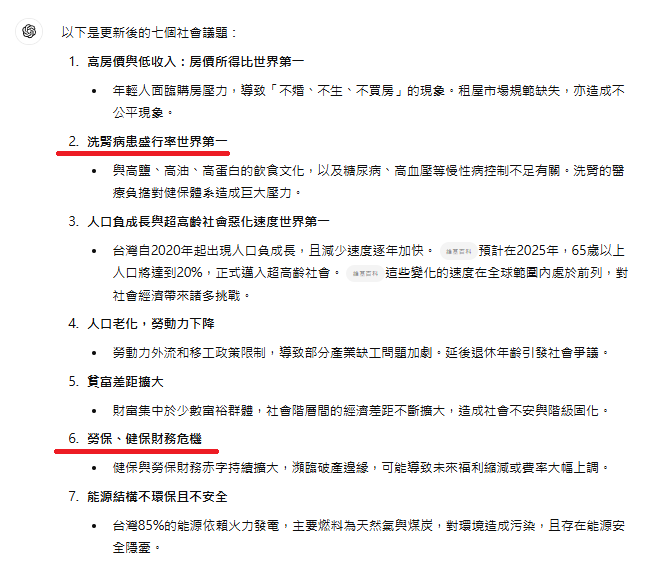 以下是更新後的七個社會議題：
1. 高房價與低收入：房價所得比世界第一
• 年輕人面臨購房壓力，導致「不婚、不生、不買房」的現象。租屋市場規範缺失，亦造成不
公平現象。
2. 洗腎病患盛行率世界第一
• 與高鹽、高油、高蛋白的飲食文化，以及糖尿病、高血壓等慢性病控制不足有關。洗腎的醫
療負擔對健保體系造成巨大壓力。
3. 人口負成長與超高齡社會惡化速度世界第一
• 台灣自2020年起出現人口負成長，且減少速度逐年加快。 維基百科 預計在2025年，65歲以上
人口將達到20%，正式邁入超高齡社會。 維基百科 這些變化的速度在全球範圍內處於前列，對
社會經濟帶來諸多挑戰。
4. 人口老化，勞動力下降
• 勞動力外流和移工政策限制，導致部分產業缺工問題加劇。延後退休年齡引發社會爭議。
5. 貧富差距擴大
• 財富集中於少數富裕群體，社會階層間的經濟差距不斷擴大，造成社會不安與階級固化。
6. 勞保、健保財務危機
• 健保與勞保財務赤字持續擴大，瀕臨破產邊緣，可能導致未來福利縮減或費率大幅上調。
7. 能源結構不環保且不安全
• 台灣85%的能源依賴火力發電，主要燃料為天然氣與煤炭，對環境造成污染，且存在能源安
全隱憂。